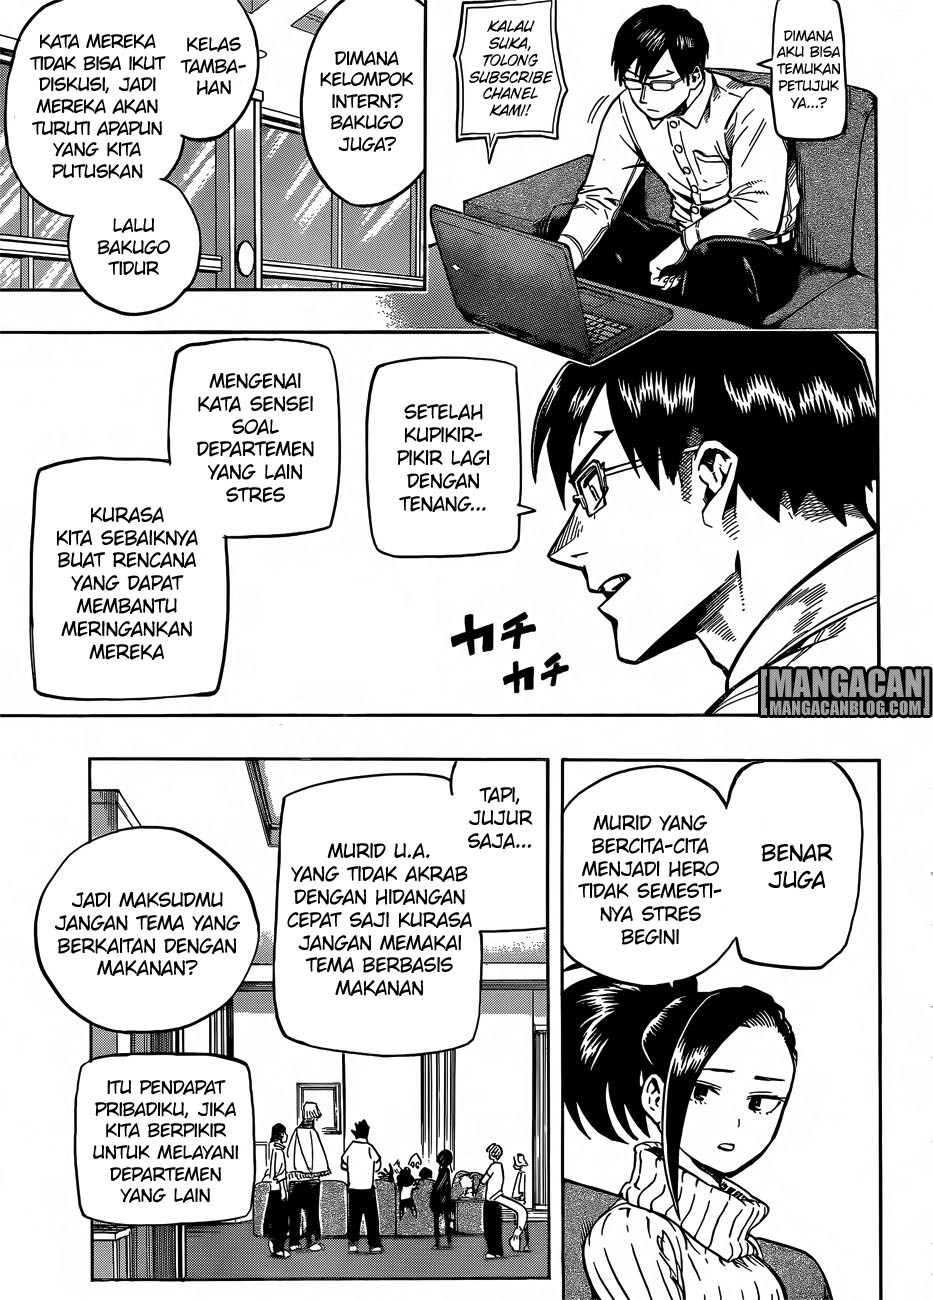 DIMANA
AKU BISA
TEMUKAN
PETUJUK
YA...?
KALAU
SUKA,
TOLONG
SUBSCRIBE
CHANEL
KAMI!
DIMANA
KELOMPOK
INTERN?
BAKUGO
JUGA?
KELAS
TAMBA-
HAN
KATA MEREKA
TIDAK BISA IKUT
DISKUSI, JADI
MEREKA AKAN
TURUTI APAPUN
YANG KITA
PUTUSKAN
LALU
BAKUGO
TIDUR
SETELAH
KUPIKIR-
PIKIR LAGI
DENGAN
TENANG...
MENGENAI
KATA SENSEI
SOAL
DEPARTEMEN
YANG LAIN
STRES
KURASA
KITA SEBAIKNYA
BUAT RENCANA
YANG DAPAT
MEMBANTU
MERINGANKAN
MEREKA
カチ
カチ
MANGACAN
MANGACANBLOG.COM
BENAR
JUGA
MURID YANG
BERCITA-CITA
MENJADI HERO
TIDAK SEMESTI-
NYA STRES
BEGINI
TAPI,
JUJUR
SAJA...
MURID U.A.
YANG TIDAK AKRAB
DENGAN HIDANGAN
CEPAT SAJI KURASA
JANGAN MEMAKAI
TEMA BERBASIS
MAKANAN
JADI MAKSUDMU
JANGAN TEMA YANG
BERKAITAN DENGAN
MAKANAN?
ITU PENDAPAT
PRIBADIKU, JIKA
KITA BERPIKIR
UNTUK MELAYANI
DEPARTEMEN
YANG LAIN